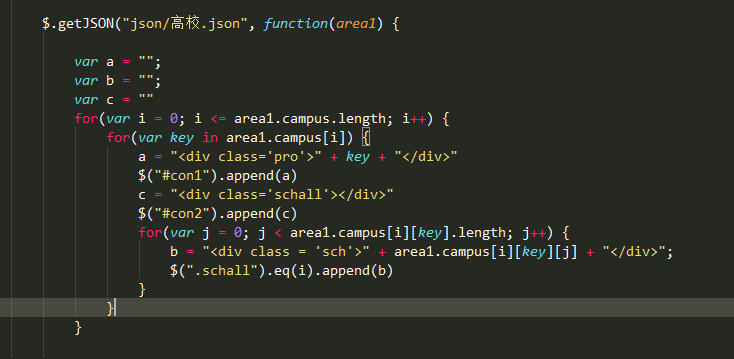 $.getJSON("json/高校.json", function(area1) {
var a = "";
var b = "";
var c = ""
for(var i = 0; i <= area1.campus.length; i++) {
for(var key in area1.campus[i]) {
a = "<div class='pro'>" + key + "</div>"
$("#con1").append(a)
c = "<div class='schall'></div>"
$("#con2").append(c)
for(var j = 0; j < area1.campus[i][key].length; j++) {
b = "<div class = 'sch'>" + area1.campus[i][key][j] + "</div>";
$(".schall").eq(i).append(b)
}
}
}